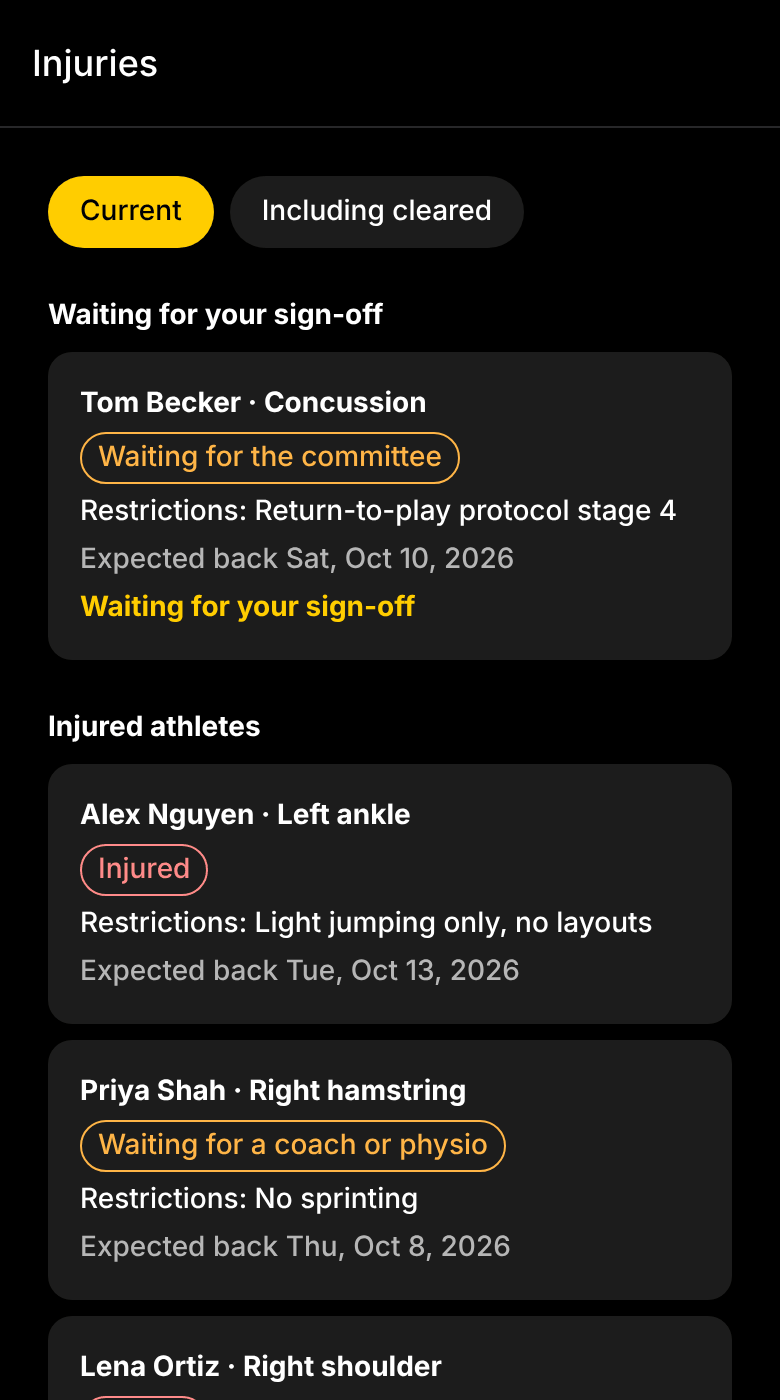 Injuries
Current
Including cleared
Waiting for your sign-off
Tom Becker · Concussion
Waiting for the committee
Restrictions: Return-to-play protocol stage 4
Expected back Sat, Oct 10, 2026
Waiting for your sign-off
Injured athletes
Alex Nguyen · Left ankle
Injured
Restrictions: Light jumping only, no layouts
Expected back Tue, Oct 13, 2026
Priya Shah · Right hamstring
Waiting for a coach or physio
Restrictions: No sprinting
Expected back Thu, Oct 8, 2026
Lena Ortiz · Right shoulder